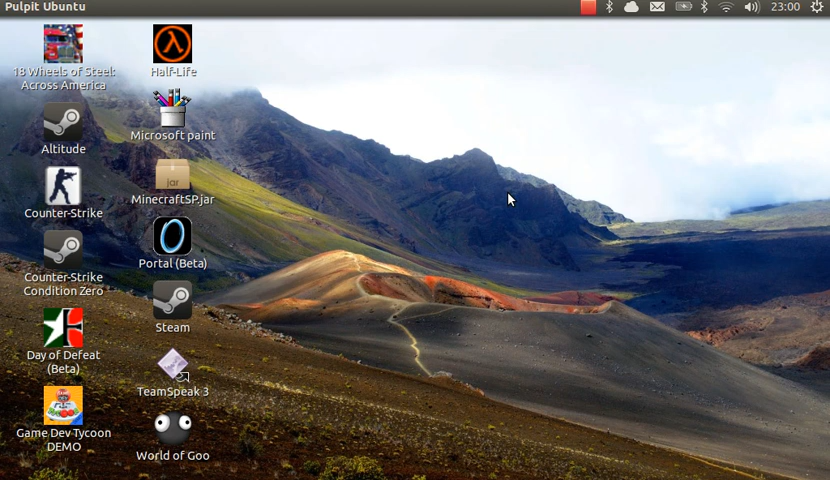 Pulpit Ubuntu
23:00
18 Wheels of Steel:
Across America
Altitude
Counter-Strike
Counter-Strike
Condition Zero
Day of Defeat
(Beta)
Game Dev Tycoon
DEMO
Half-Life
Microsoft paint
jar
MinecraftSP.jar
Portal (Beta)
Steam
TeamSpeak 3
World of Goo